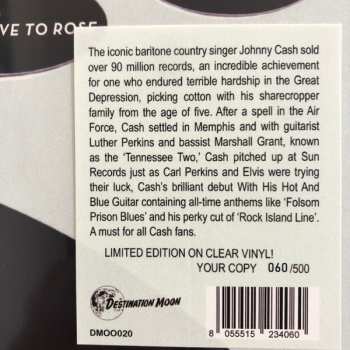 VE TO ROSE
The iconic baritone country singer Johnny Cash sold
over 90 million records, an incredible achievement
for one who endured terrible hardship in the Great
Depression, picking cotton with his sharecropper
family from the age of five. After a spell in the Air
Force, Cash settled in Memphis and with guitarist
Luther Perkins and bassist Marshall Grant, known
as the 'Tennessee Two,' Cash pitched up at Sun
Records just as Carl Perkins and Elvis were trying
their luck, Cash's brilliant debut With His Hot And
Blue Guitar containing all-time anthems like 'Folsom
Prison Blues' and his perky cut of 'Rock Island Line'.
A must for all Cash fans.
LIMITED EDITION ON CLEAR VINYL!
YOUR COPY 060/500
DESTINATION MOON
DMOO020
8 055515 234060